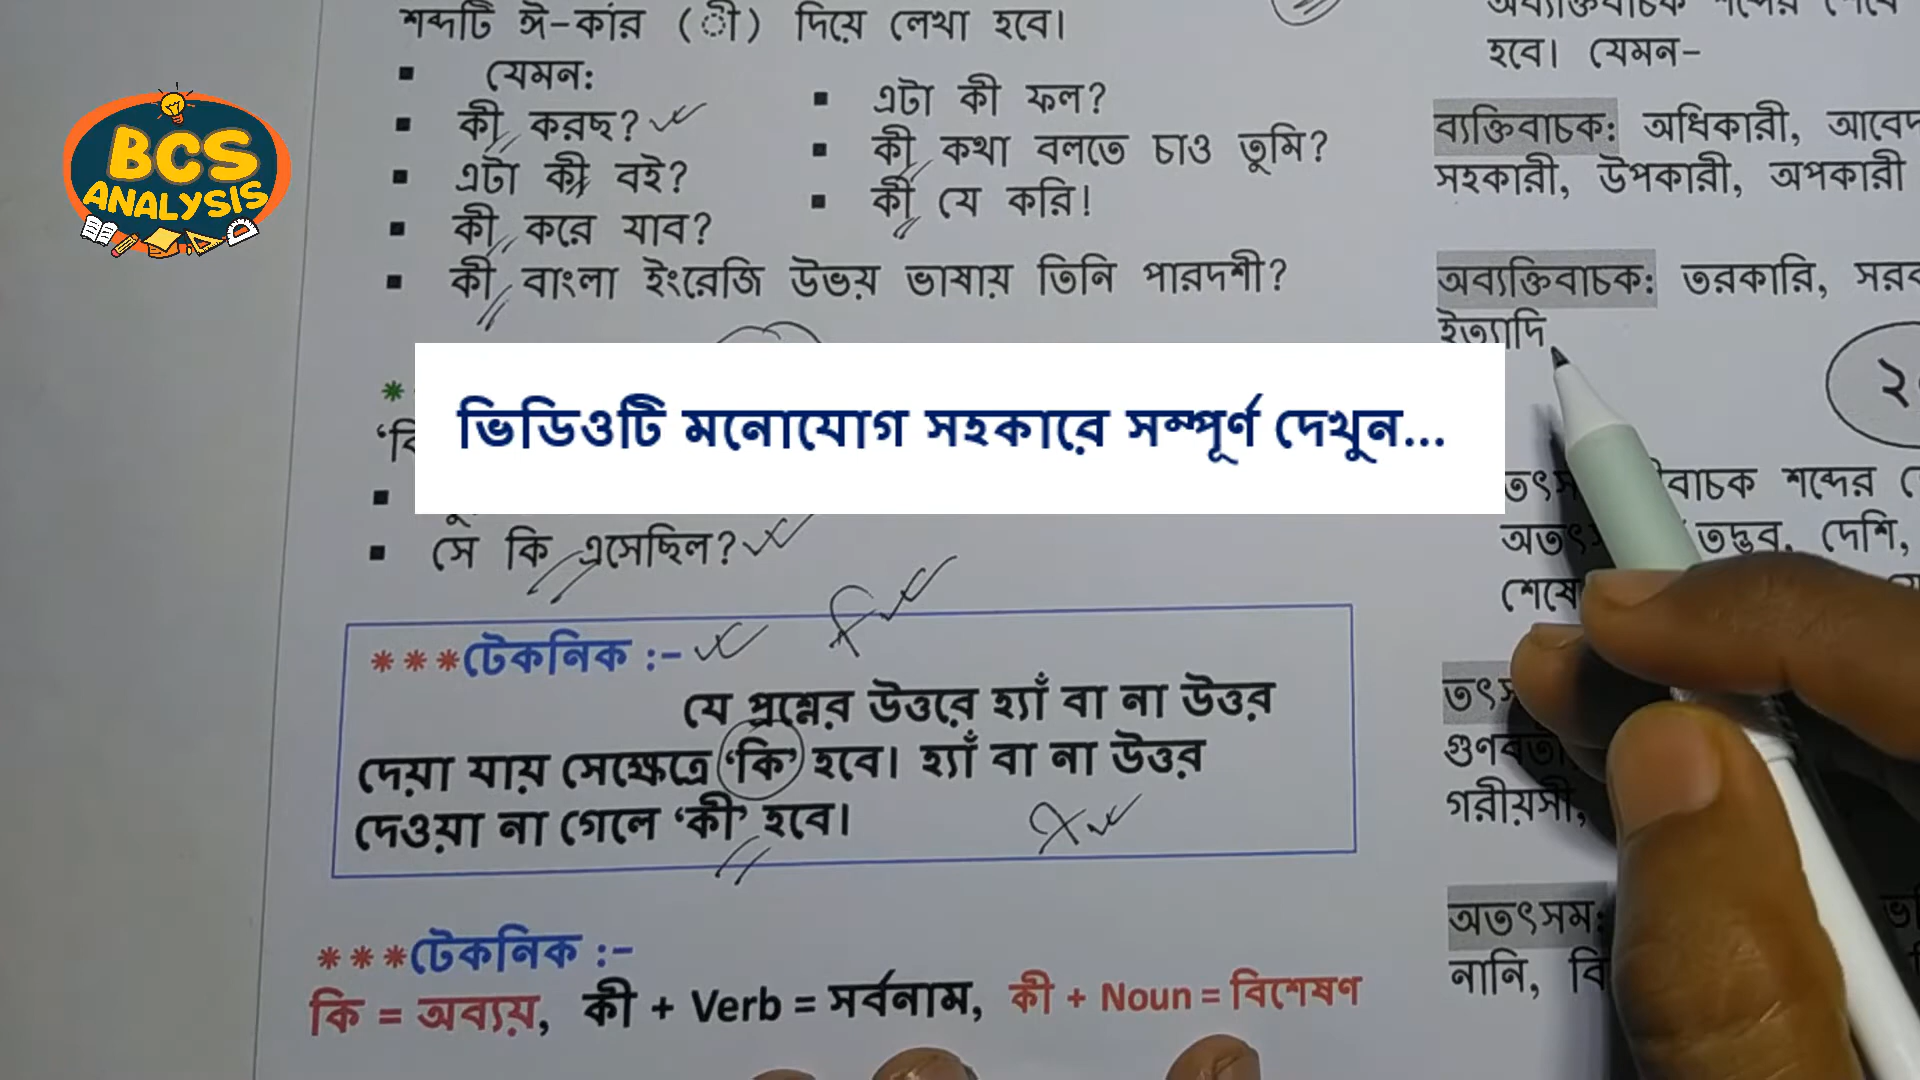 শব্দটি ঈ-কার (ী) দিয়ে লেখা হবে।
যেমন:
কী করছ?
এটা কী বই?
কী করে যাব?
কী বাংলা ইংরেজি উভয় ভাষায় তিনি পারদর্শী?
এটা কী ফল?
কী কথা বলতে চাও তুমি?
কী যে করি!
BCS
ANALYSIS
ভিডিওটি মনোযোগ সহকারে সম্পূর্ণ দেখুন...
সে কি এসেছিল?
***টেকনিক :-
যে প্রশ্নের উত্তরে হ্যাঁ বা না উত্তর
দেয়া যায় সেক্ষেত্রে ‘কি’ হবে। হ্যাঁ বা না উত্তর
দেওয়া না গেলে ‘কী’ হবে।
***টেকনিক :-
কি = অব্যয়, কী + Verb = সর্বনাম, কী + Noun = বিশেষণ
অব্যক্তিবাচক শব্দের শেষে
হবে। যেমন-
ব্যক্তিবাচক: অধিকারী,
সহকারী, উপকারী, অপকারী
অব্যক্তিবাচক: তরকারি,
ইত্যাদি
শব্দের
তদ্ভব, দেশি,
শেষে
গরীয়সী,
অতৎসম:
নানি,